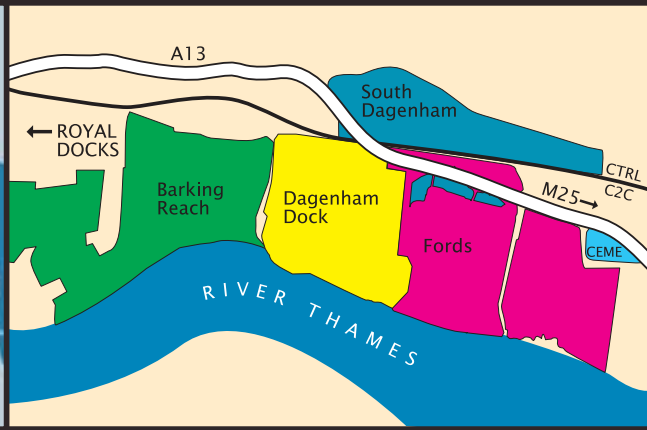 A13
South
Dagenham
← ROYAL
DOCKS
CTRL
C2C
Barking
Reach
Dagenham
Dock
M25→
Fords
CEME
RIVER THAMES